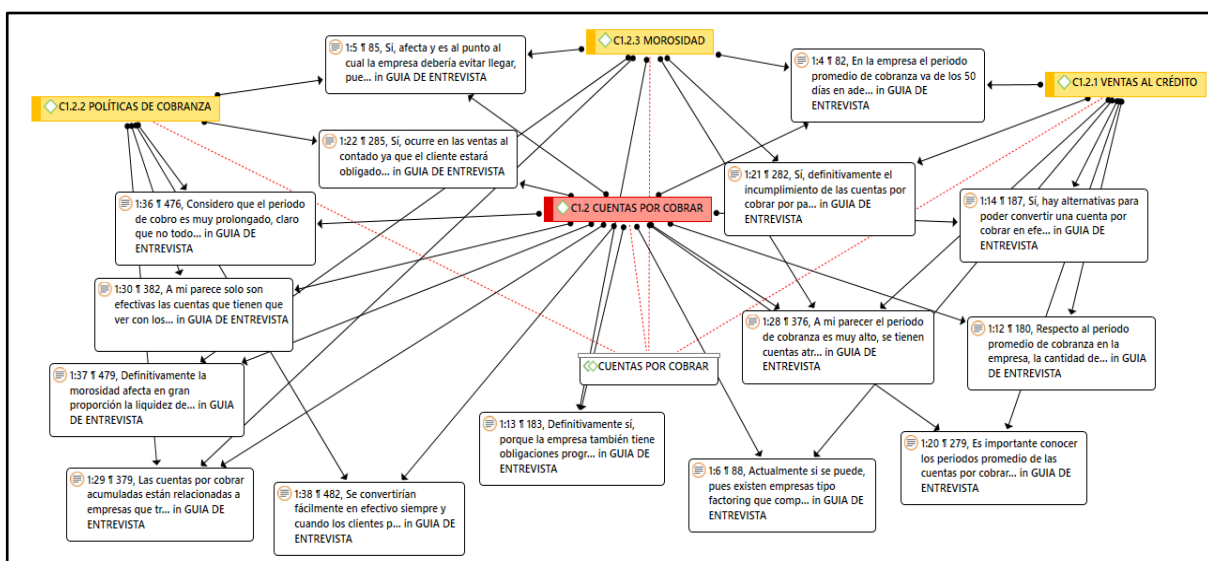 C1.2.3 MOROSIDAD
1:5 ¶ 85, Sí, afecta y es al punto al
cual la empresa debería evitar llegar,
pue... in GUIA DE ENTREVISTA
1:4 ¶ 82, En la empresa el periodo
promedio de cobranza va de los 50
días en ade... in GUIA DE
ENTREVISTA
C1.2.1 VENTAS AL CRÉDITO
C1.2.2 POLÍTICAS DE COBRANZA
1:22 ¶ 285, Sí, ocurre en las ventas al
contado ya que el cliente estará
obligado... in GUIA DE ENTREVISTA
1:21 ¶ 282, Sí, definitivamente el
incumplimiento de las cuentas por
cobrar por pa... in GUIA DE
ENTREVISTA
1:14 ¶ 187, Sí, hay alternativas para
poder convertir una cuenta por
cobrar en efe... in GUIA DE
ENTREVISTA
1:36 ¶ 476, Considero que el periodo
de cobro es muy prolongado, claro
que no todo... in GUIA DE
ENTREVISTA
C1.2 CUENTAS POR COBRAR
1:30 ¶ 382, A mi parece solo son
efectivas las cuentas que tienen que
ver con los... in GUIA DE
ENTREVISTA
1:28 ¶ 376, A mi parecer el periodo
de cobranza es muy alto, se tienen
cuentas atr... in GUIA DE
ENTREVISTA
1:12 ¶ 180, Respecto al periodo
promedio de cobranza en la
empresa, la cantidad de... in GUIA
DE ENTREVISTA
1:37 ¶ 479, Definitivamente la
morosidad afecta en gran
proporción la liquidez de... in GUIA
DE ENTREVISTA
CUENTAS POR COBRAR
1:13 ¶ 183, Definitivamente sí,
porque la empresa también tiene
obligaciones progr... in GUIA DE
ENTREVISTA
1:20 ¶ 279, Es importante conocer
los periodos promedio de las
cuentas por cobrar... in GUIA DE
ENTREVISTA
1:29 ¶ 379, Las cuentas por cobrar
acumuladas están relacionadas a
empresas que tr... in GUIA DE
ENTREVISTA
1:38 ¶ 482, Se convertirían
fácilmente en efectivo siempre y
cuando los clientes p... in GUIA DE
ENTREVISTA
1:6 ¶ 88, Actualmente si se puede,
pues existen empresas tipo
factoring que comp... in GUIA DE
ENTREVISTA